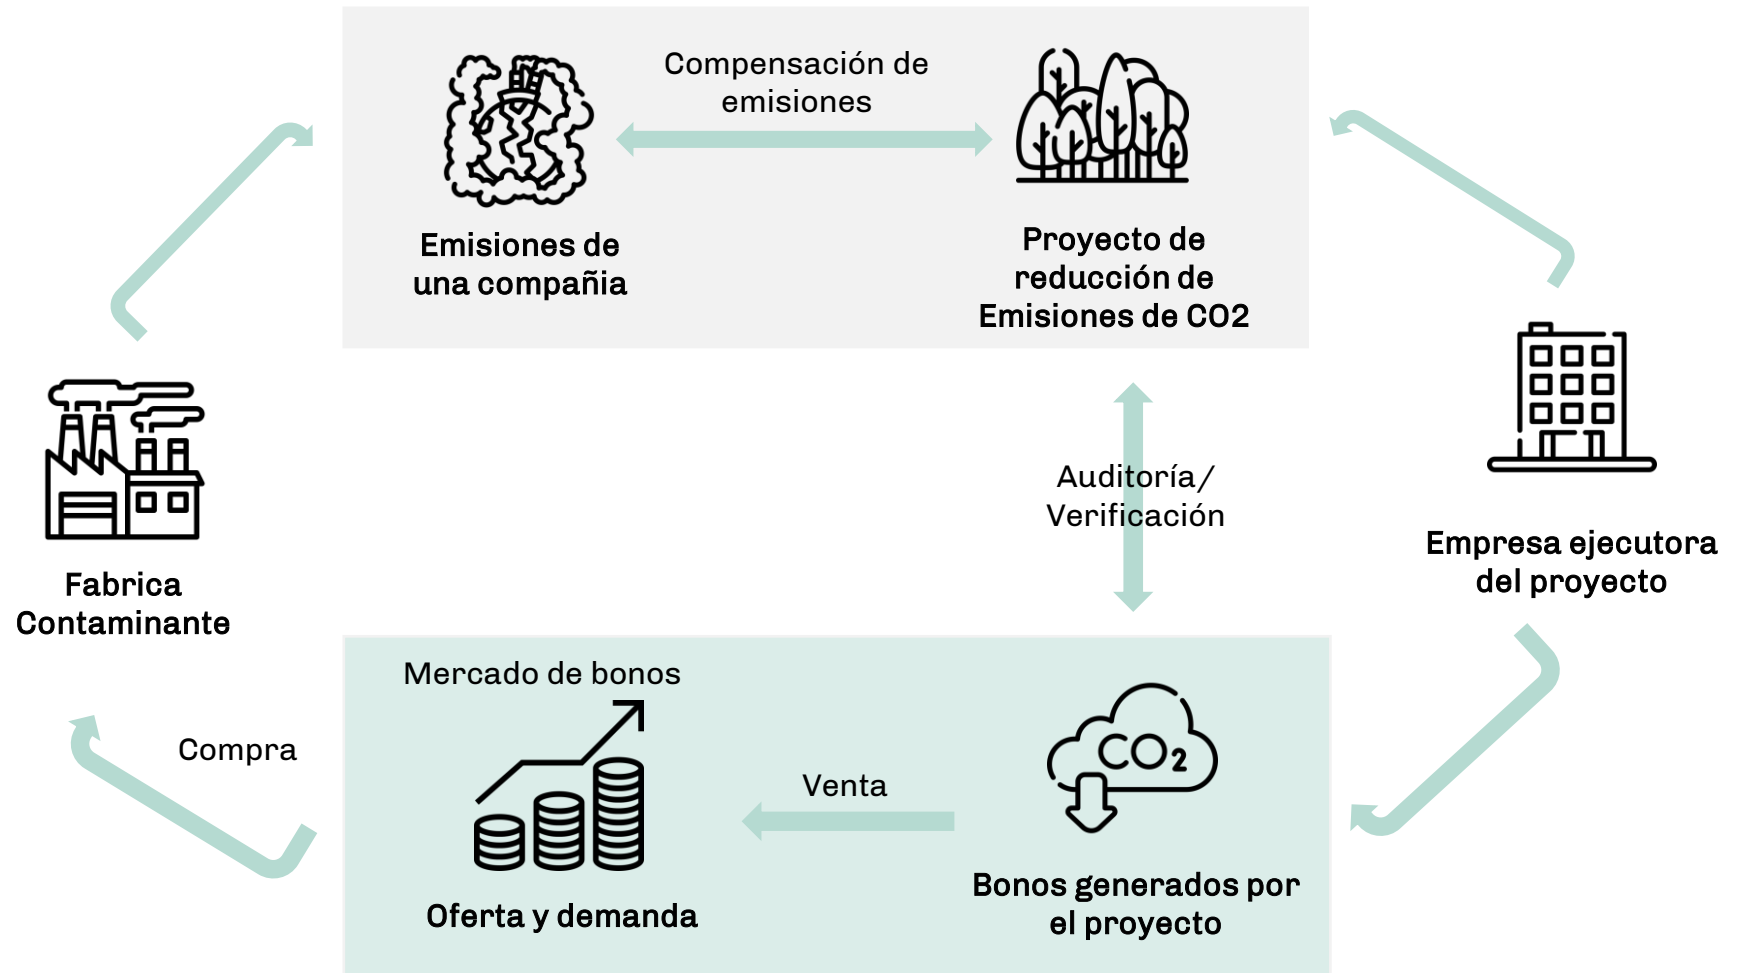 Compensación de
emisiones
Emisiones de
una compañia
Proyecto de
reducción de
Emisiones de CO2
Auditoría/
Verificación
Empresa ejecutora
del proyecto
Fabrica
Contaminante
Mercado de bonos
Compra
Venta
CO2
Oferta y demanda
Bonos generados por
el proyecto